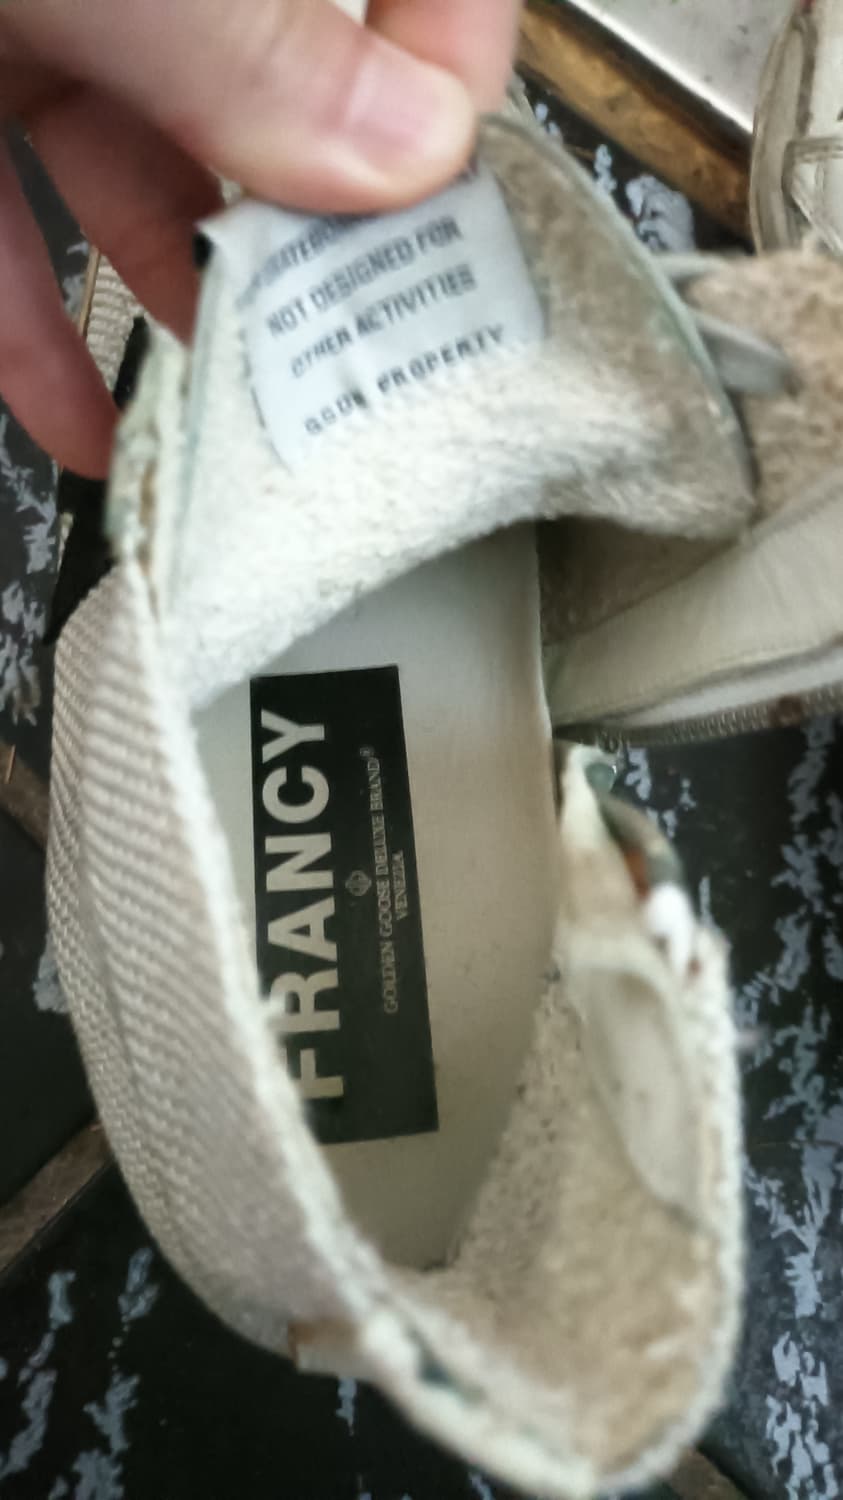 NOT DESIGNED FOR
OTHER ACTIVITIES
GGDB PROPERTY
FRANCY
GOLDEN GOOSE DELUXE BRAND®
VENEZIA